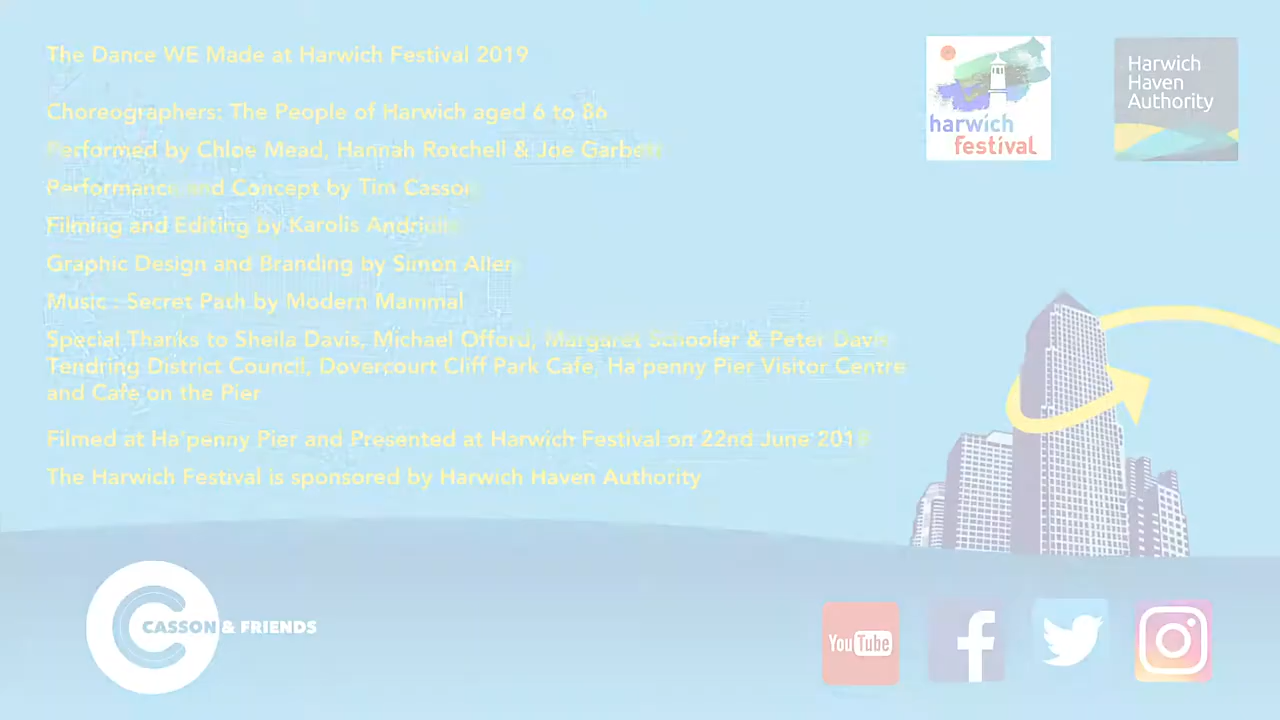 The Dance WE Made at Harwich Festival 2019
Choreographers: The People of Harwich aged 6 to 86
Performed by Chloe Mead, Hannah Rotchell & Joe Garbett
Performance and Concept by Tim Casson
Filming and Editing by Karolis
Graphic Design and Branding by Simon Allen
Music : Secret Path by Modern Mammal
Special Thanks to Sheila Davis, Michael Offord, Margaret Schooler & Peter Davis
Tendring District Council, Dovercourt Cliff Park Cafe, Ha'penny Pier Visitor Centre
and Cafe on the Pier
Filmed at Ha'penny Pier and Presented at Harwich Festival on 22nd June 2019
The Harwich Festival is sponsored by Harwich Haven Authority
harwich
festival
Harwich
Haven
Authority
CASSON & FRIENDS
YouTube